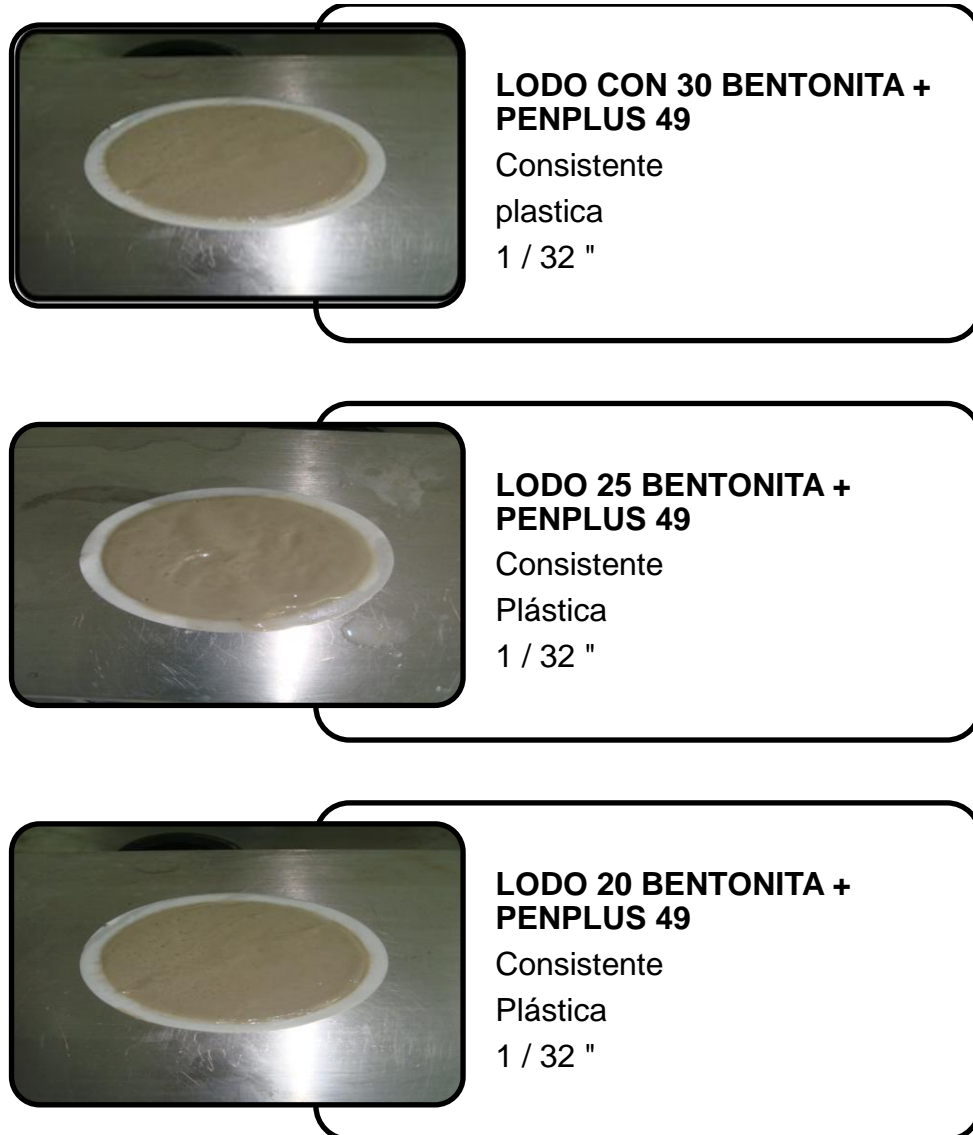 LODO CON 30 BENTONITA +
PENPLUS 49
Consistente
plastica
1 / 32 "
LODO 25 BENTONITA +
PENPLUS 49
Consistente
Plástica
1 / 32 "
LODO 20 BENTONITA +
PENPLUS 49
Consistente
Plástica
1 / 32 "